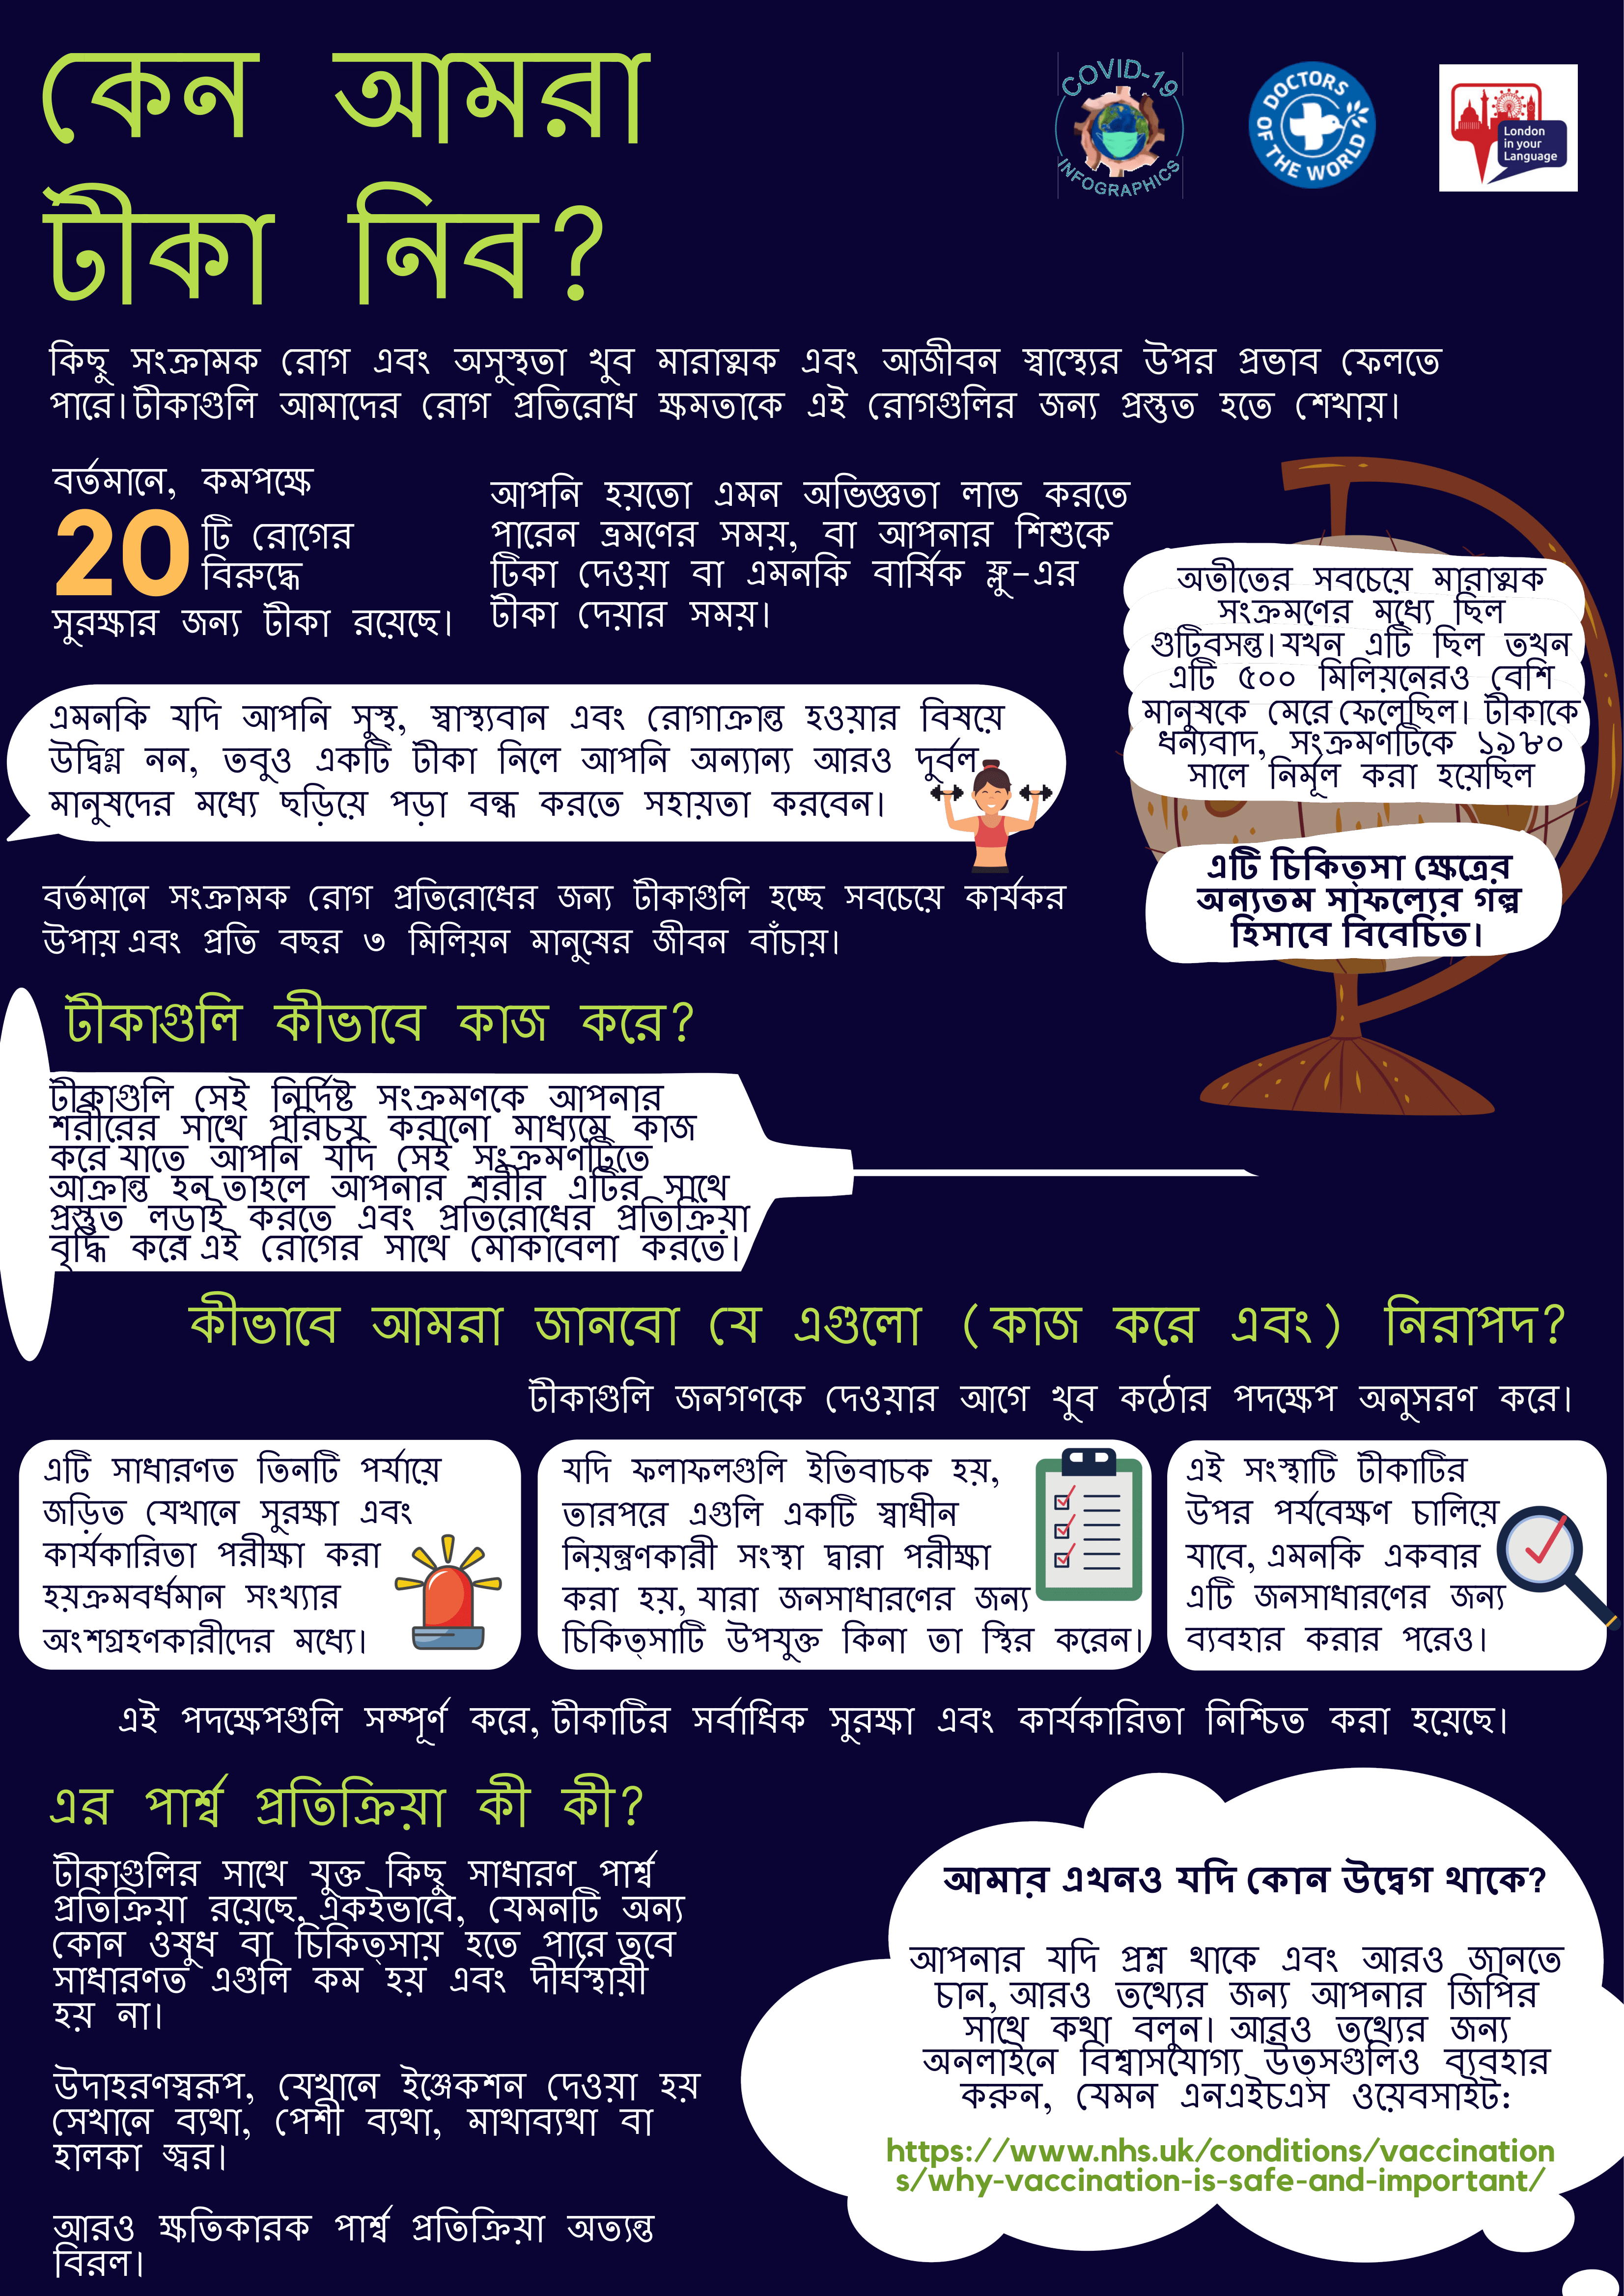 কেন আমরা
টীকা নিব?
COVID-19
INFOGRAPHICS
DOCTORS
OF THE WORLD
London
in your
Language
কিছু সংক্রামক রোগ এবং অসুস্থতা খুব মারাত্মক এবং আজীবন স্বাস্থ্যের উপর প্রভাব ফেলতে
পারে। টীকাগুলি আমাদের রোগ প্রতিরোধ ক্ষমতাকে এই রোগগুলির জন্য প্রস্তুত হতে শেখায়।
বর্তমানে, কমপক্ষে
20 টি রোগের
বিরুদ্ধে
সুরক্ষার জন্য টীকা রয়েছে।
আপনি হয়তো এমন অভিজ্ঞতা লাভ করতে
পারেন ভ্রমণের সময়, বা আপনার শিশুকে
টিকা দেওয়া বা এমনকি বার্ষিক ফ্লু-এর
টীকা দেয়ার সময়।
অতীতের সবচেয়ে মারাত্মক
সংক্রমণের মধ্যে ছিল
গুটিবসন্ত। যখন এটি ছিল তখন
এটি ৫০০ মিলিয়নেরও বেশি
মানুষকে মেরে ফেলেছিল। টীকাকে
ধন্যবাদ, সংক্রমণটিকে ১৯৮০
সালে নির্মূল করা হয়েছিল
এটি চিকিত্সা ক্ষেত্রের
অন্যতম সাফল্যের গল্প
হিসাবে বিবেচিত।
এমনকি যদি আপনি সুস্থ, স্বাস্থ্যবান এবং রোগাক্রান্ত হওয়ার বিষয়ে
উদ্বিগ্ন নন, তবুও একটি টীকা নিলে আপনি অন্যান্য আরও দুর্বল
মানুষদের মধ্যে ছড়িয়ে পড়া বন্ধ করতে সহায়তা করবেন।
বর্তমানে সংক্রামক রোগ প্রতিরোধের জন্য টীকাগুলি হচ্ছে সবচেয়ে কার্যকর
উপায় এবং প্রতি বছর ৩ মিলিয়ন মানুষের জীবন বাঁচায়।
টীকাগুলি কীভাবে কাজ করে?
টীকাগুলি সেই নির্দিষ্ট সংক্রমণকে আপনার
শরীরের সাথে পরিচয় করানো মাধ্যমে কাজ
করে যাতে আপনি যদি সেই সংক্রমণটিতে
আক্রান্ত হন তাহলে আপনার শরীর এটির সাথে
প্রস্তুত লড়াই করতে এবং প্রতিরোধের প্রতিক্রিয়া
বৃদ্ধি করে এই রোগের সাথে মোকাবেলা করতে।
কীভাবে আমরা জানবো যে এগুলো (কাজ করে এবং) নিরাপদ?
টীকাগুলি জনগণকে দেওয়ার আগে খুব কঠোর পদক্ষেপ অনুসরণ করে।
এটি সাধারণত তিনটি পর্যায়ে
জড়িত যেখানে সুরক্ষা এবং
কার্যকারিতা পরীক্ষা করা
হয়ক্রমবর্ধমান সংখ্যার
অংশগ্রহণকারীদের মধ্যে।
যদি ফলাফলগুলি ইতিবাচক হয়,
তারপরে এগুলি একটি স্বাধীন
নিয়ন্ত্রণকারী সংস্থা দ্বারা পরীক্ষা
করা হয়, যারা জনসাধারণের জন্য
চিকিত্সাটি উপযুক্ত কিনা তা স্থির করেন।
এই সংস্থাটি টীকাটির
উপর পর্যবেক্ষণ চালিয়ে
যাবে, এমনকি একবার
এটি জনসাধারণের জন্য
ব্যবহার করার পরেও।
এই পদক্ষেপগুলি সম্পূর্ণ করে, টীকাটির সর্বাধিক সুরক্ষা এবং কার্যকারিতা নিশ্চিত করা হয়েছে।
এর পার্শ্ব প্রতিক্রিয়া কী কী?
টীকাগুলির সাথে যুক্ত কিছু সাধারণ পার্শ্ব
প্রতিক্রিয়া রয়েছে, একইভাবে, যেমনটি অন্য
কোন ওষুধ বা চিকিত্সায় হতে পারে তবে
সাধারণত এগুলি কম হয় এবং দীর্ঘস্থায়ী
হয় না।
উদাহরণস্বরূপ, যেখানে ইঞ্জেকশন দেওয়া হয়
সেখানে ব্যথা, পেশী ব্যথা, মাথাব্যথা বা
হালকা জ্বর।
আরও ক্ষতিকারক পার্শ্ব প্রতিক্রিয়া অত্যন্ত
বিরল।
আমার এখনও যদি কোন উদ্বেগ থাকে?
আপনার যদি প্রশ্ন থাকে এবং আরও জানতে
চান, আরও তথ্যের জন্য আপনার জিপির
সাথে কথা বলুন। আরও তথ্যের জন্য
অনলাইনে বিশ্বাসযোগ্য উত্সগুলিও ব্যবহার
করুন, যেমন এনএইচএস ওয়েবসাইট:
https://www.nhs.uk/conditions/vaccination
s/why-vaccination-is-safe-and-important/